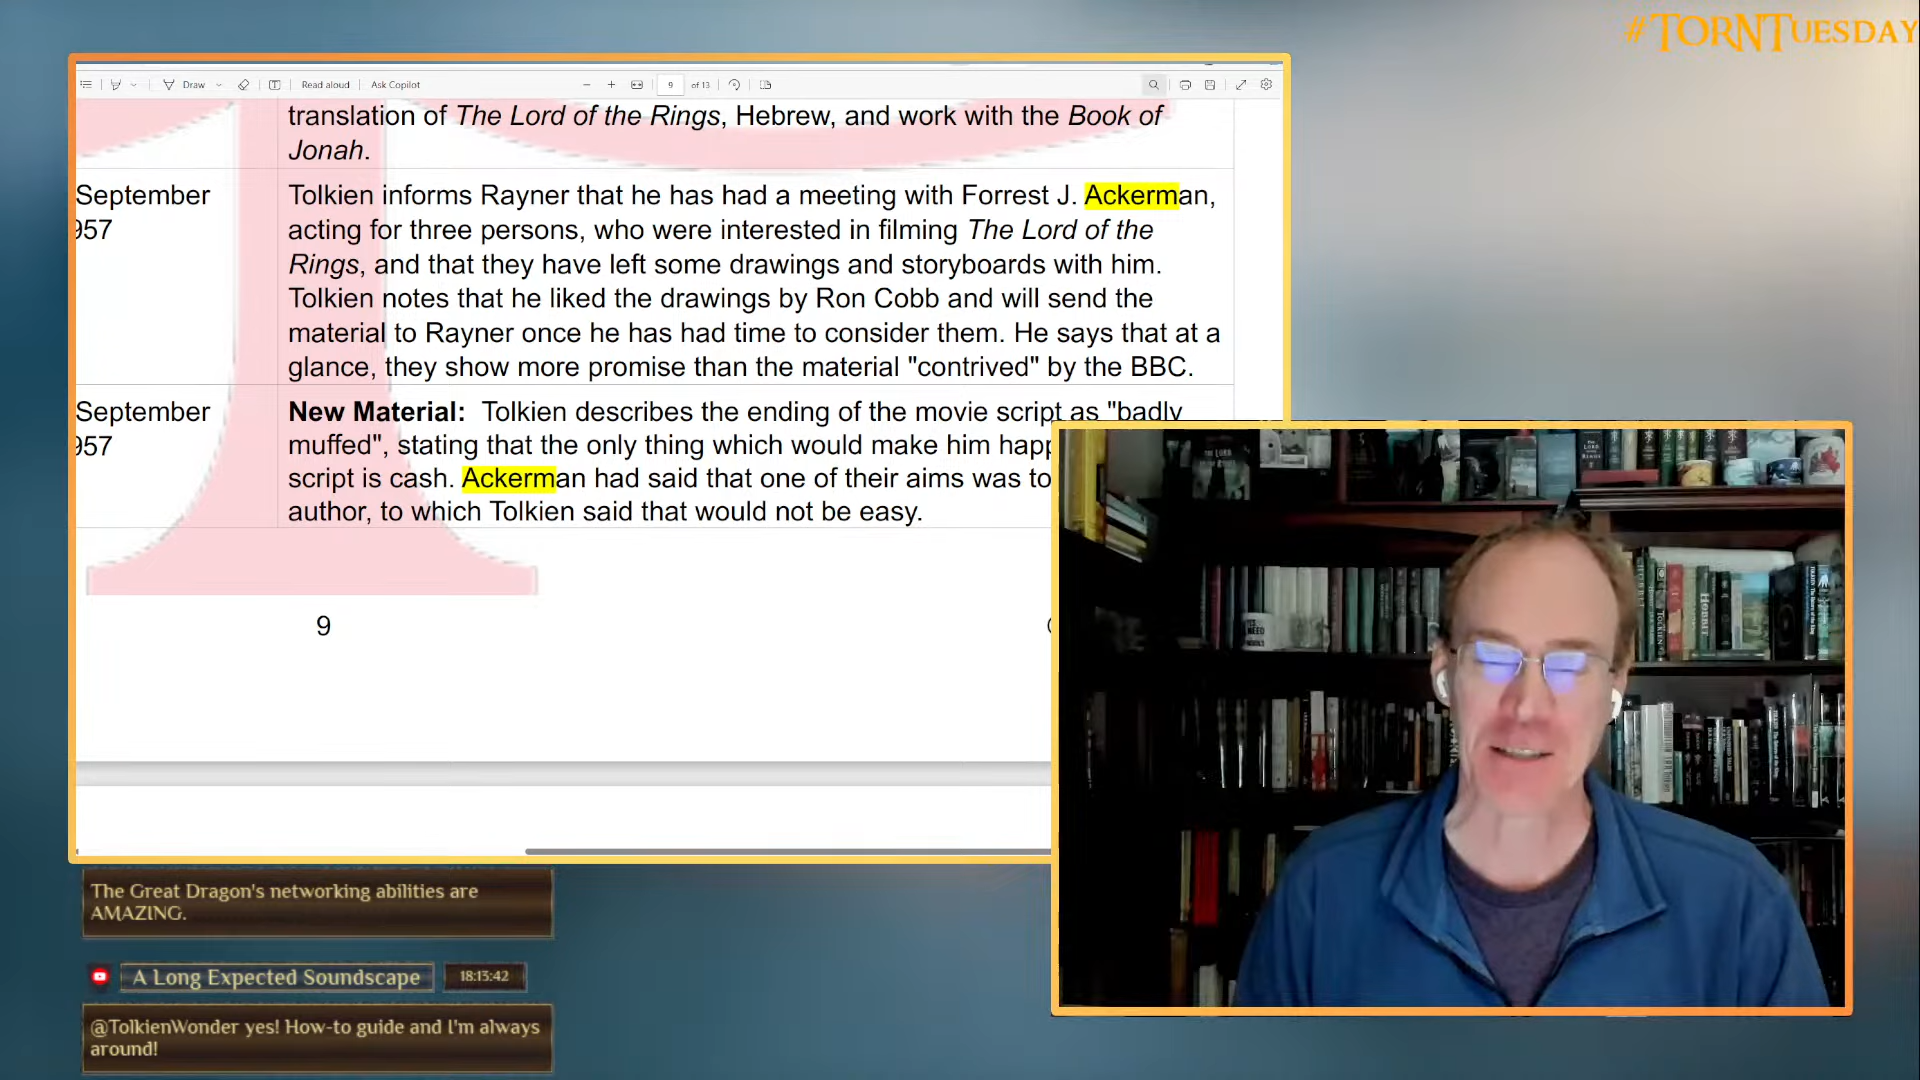 #TORNTUESDAY
Draw
Read aloud
Ask Copilot
9
of 13
translation of The Lord of the Rings, Hebrew, and work with the Book of
Jonah.
September
957
Tolkien informs Rayner that he has had a meeting with Forrest J. Ackerman,
acting for three persons, who were interested in filming The Lord of the
Rings, and that they have left some drawings and storyboards with him.
Tolkien notes that he liked the drawings by Ron Cobb and will send the
material to Rayner once he has had time to consider them. He says that at a
glance, they show more promise than the material "contrived" by the BBC.
September
957
New Material: Tolkien describes the ending of the movie script as "badly
muffed", stating that the only thing which would make him happ
script is cash. Ackerman had said that one of their aims was to
author, to which Tolkien said that would not be easy.
9
The Great Dragon's networking abilities are
AMAZING.
A Long Expected Soundscape
18:13:42
@TolkienWonder yes! How-to guide and I'm always
around!
HOBBIT
TOLKIEN